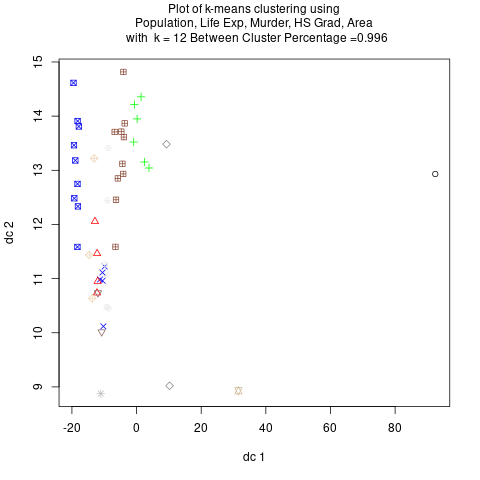 Plot of k-means clustering using
Population, Life Exp, Murder, HS Grad, Area
with k = 12 Between Cluster Percentage =0.996
15
14
13
12
11
10
9
dc 2
-20 0 20 40 60 80
dc 1